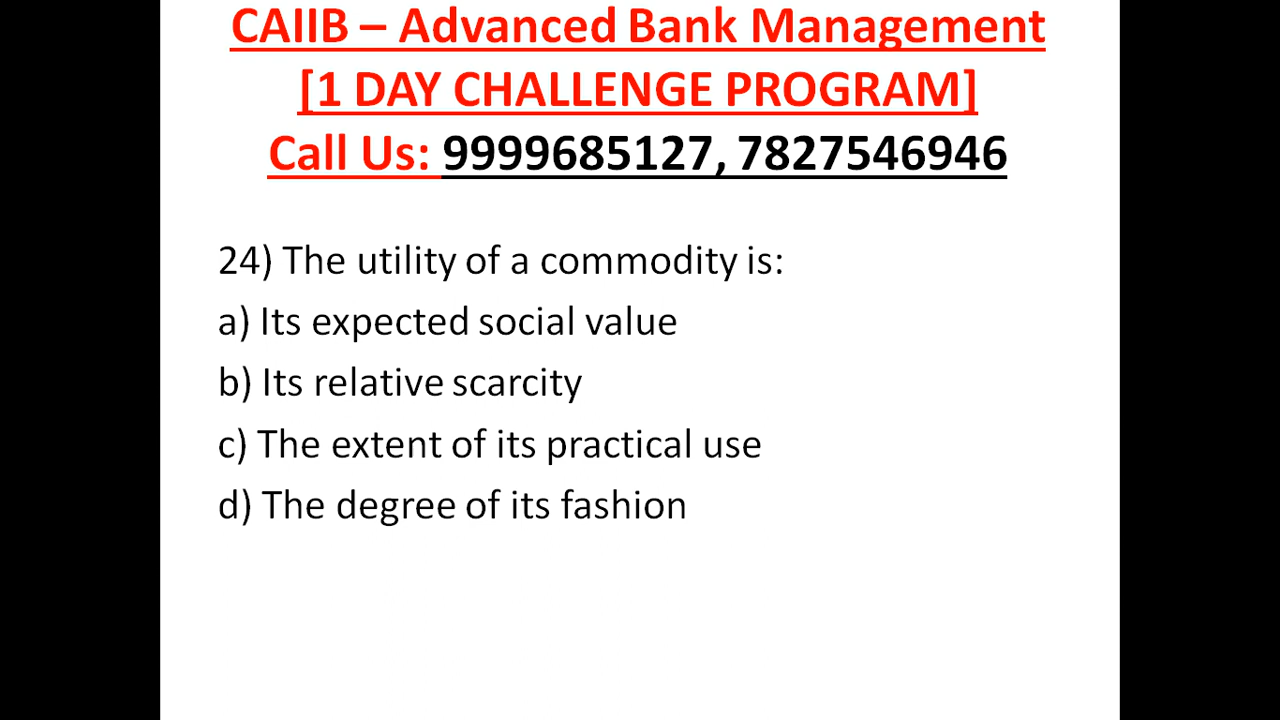 CAIIB – Advanced Bank Management
[1 DAY CHALLENGE PROGRAM]
Call Us: 9999685127, 7827546946
24) The utility of a commodity is:
a) Its expected social value
b) Its relative scarcity
c) The extent of its practical use
d) The degree of its fashion